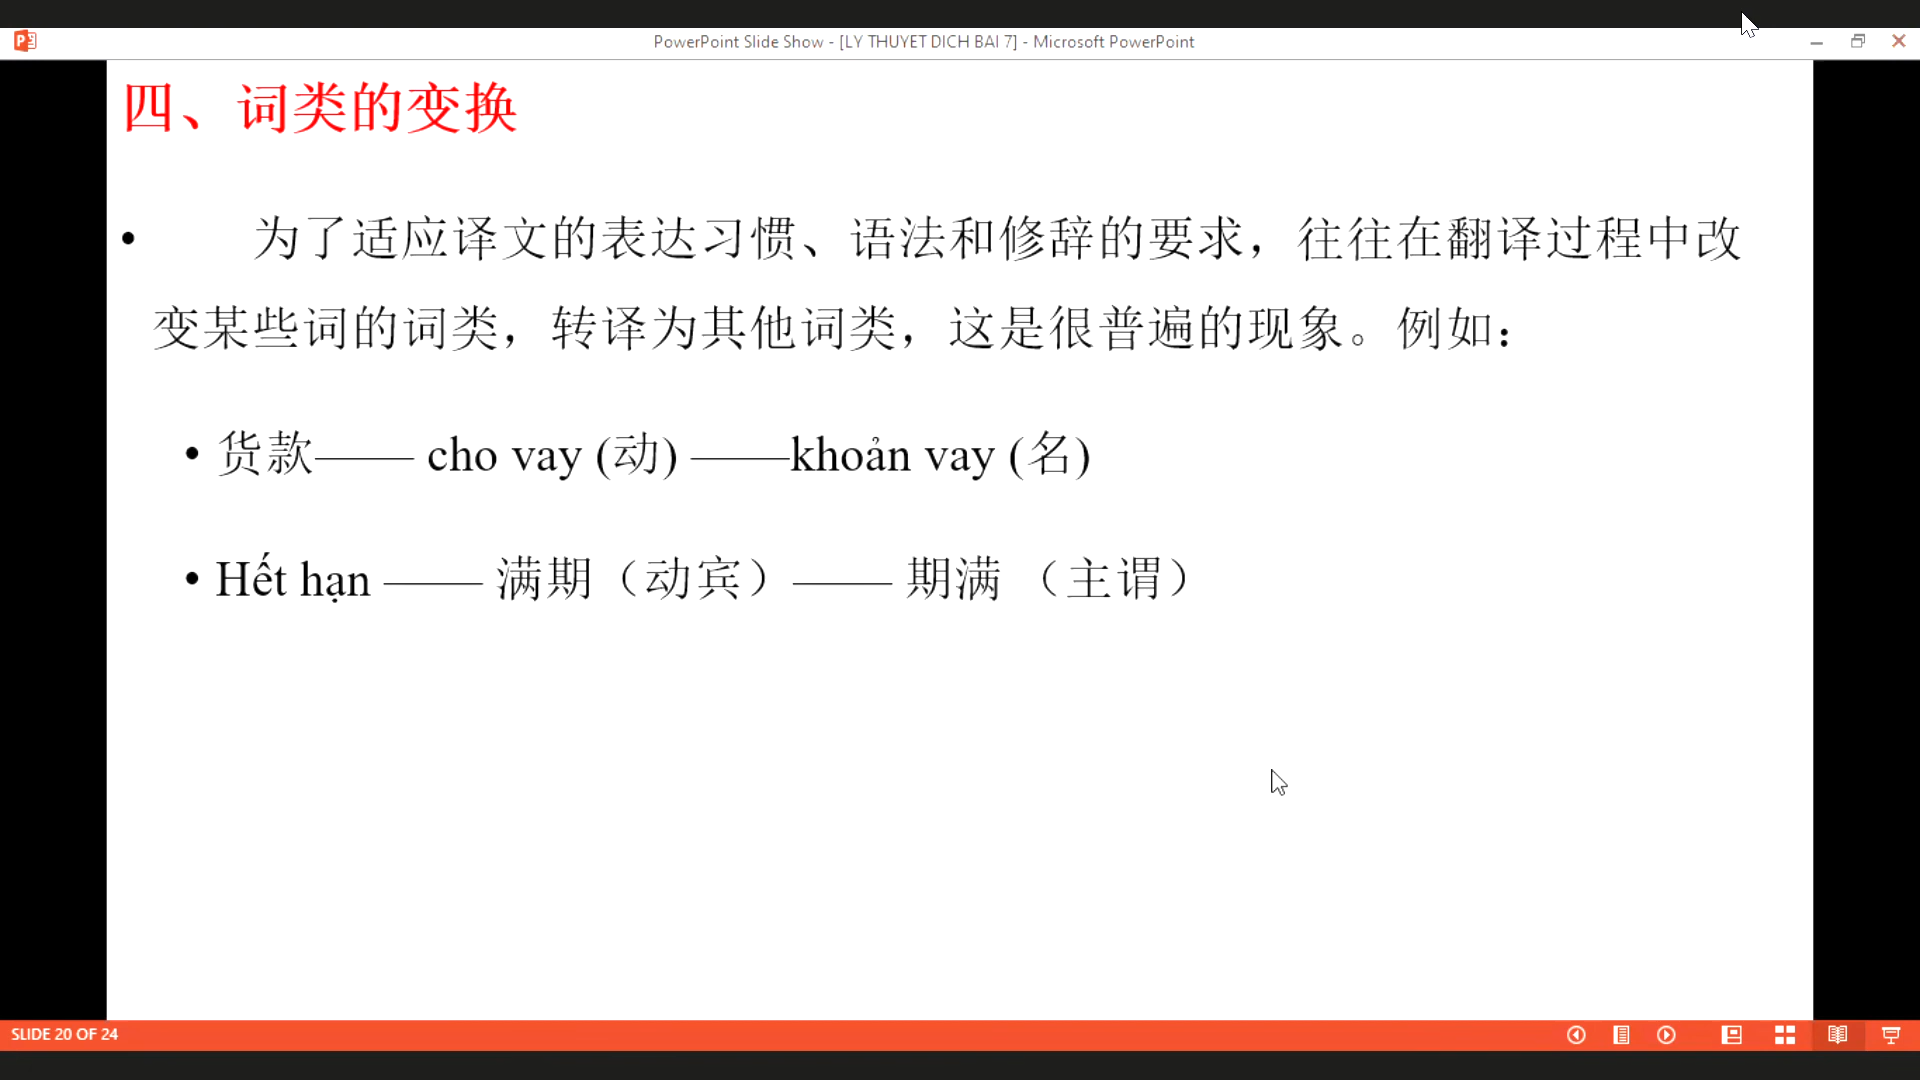 PowerPoint Slide Show - [LY THUYET DICH BAI 7] - Microsoft PowerPoint
四、词类的变换
• 为了适应译文的表达习惯、语法和修辞的要求，往往在翻译过程中改
变某些词的词类，转译为其他词类，这是很普遍的现象。例如：
• 货款—— cho vay (动) ——khoản vay (名)
• Hết hạn —— 满期（动宾）—— 期满 （主谓）
SLIDE 20 OF 24